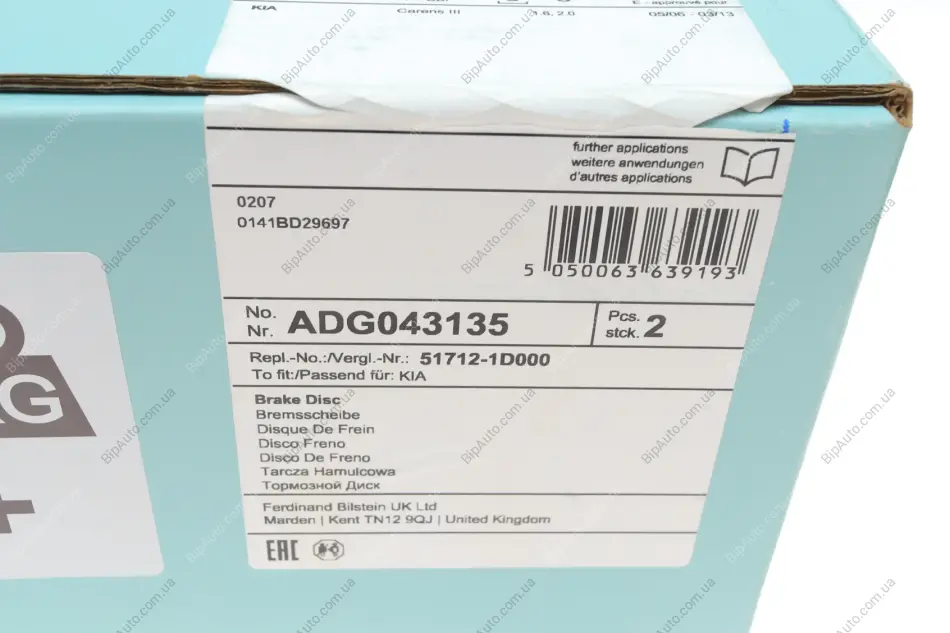 KIA Carens III 1.6, 2.0 05/06 - 03/13
further applications
weitere anwendungen
d'autres applications
0207
0141BD29697
5 050063 639193
No.
Nr. ADG043135
Pcs.
stck. 2
Repl.-No.:/Vergl.-Nr.: 51712-1D000
To fit:/Passend für: KIA
Brake Disc
Bremsscheibe
Disque De Frein
Disco Freno
Disco De Freno
Tarcza Hamulcowa
Тормозной Диск
Ferdinand Bilstein UK Ltd
Marden | Kent TN12 9QJ | United Kingdom
EAC
AG
+
BipAuto.com.ua